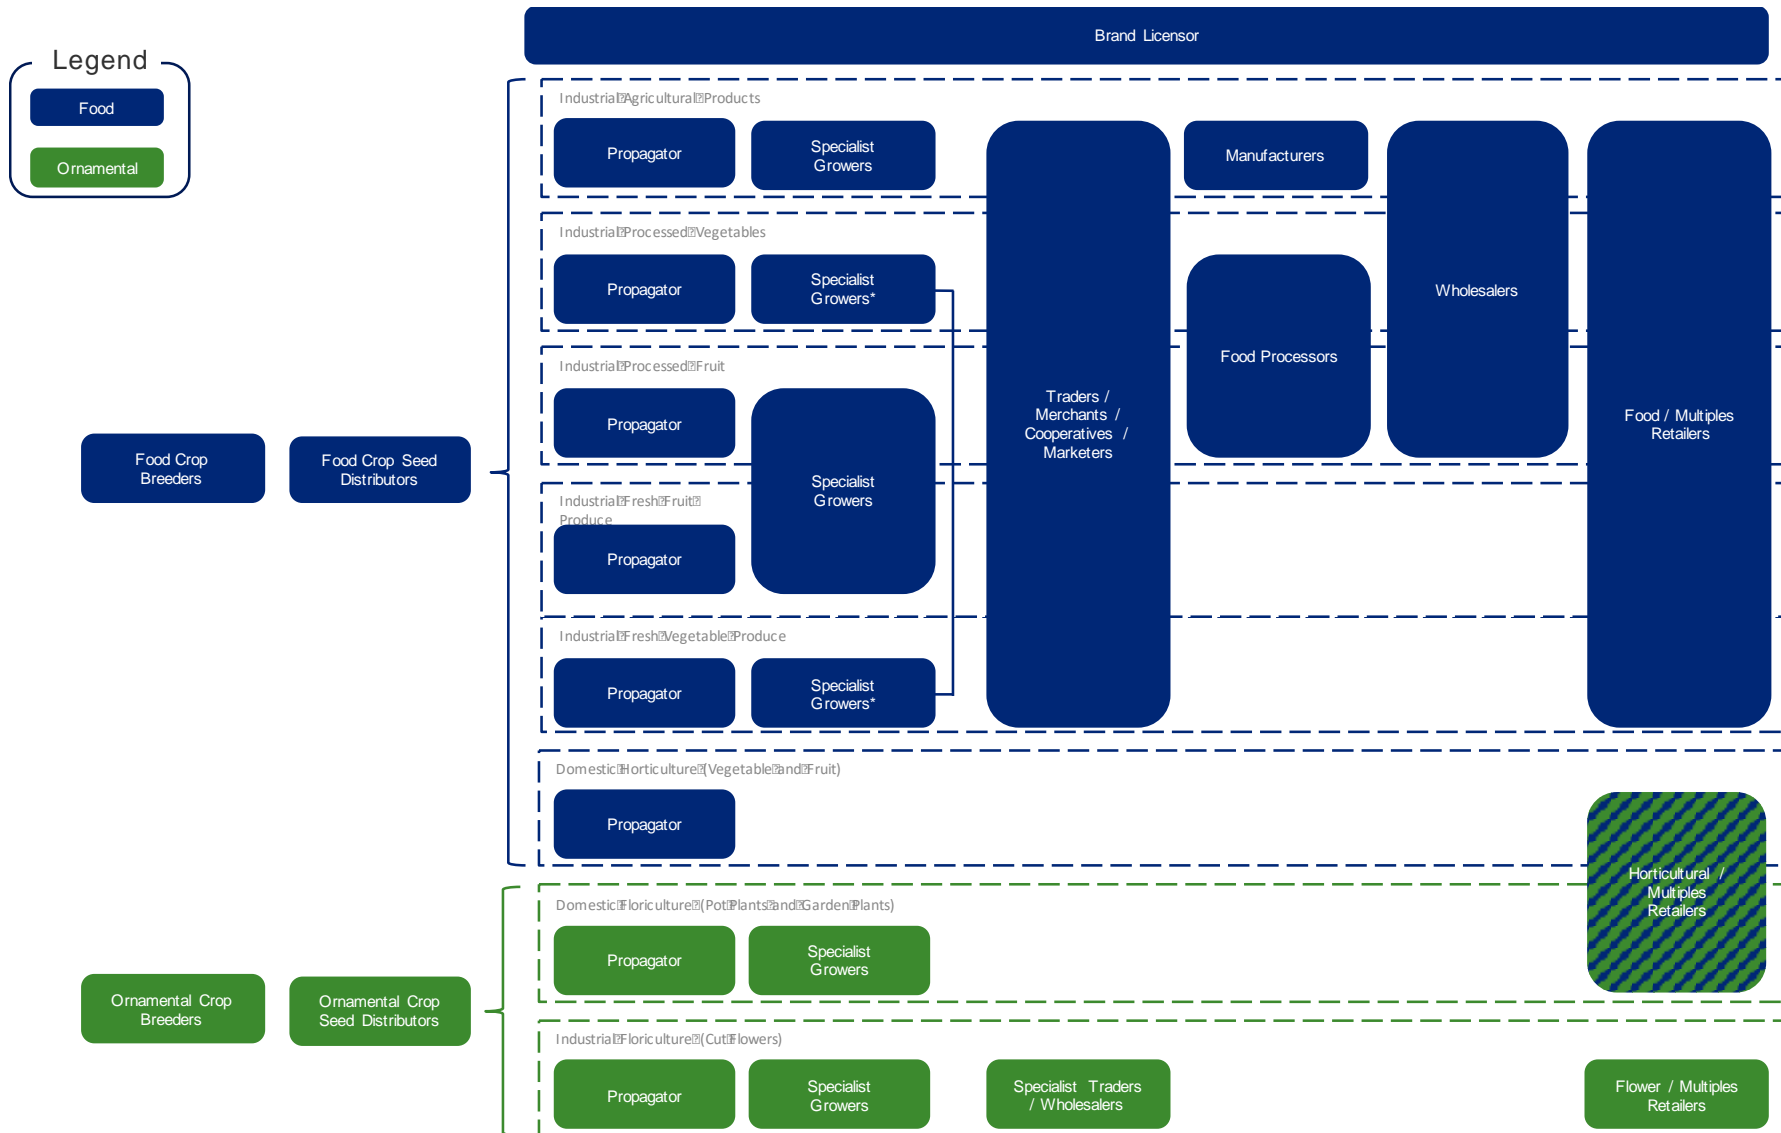 Brand Licensor
Legend
Food
Ornamental
Industrial Agricultural Products
Propagator
Specialist
Growers
Manufacturers
Industrial Processed Vegetables
Propagator
Specialist
Growers*
Wholesalers
Food Processors
Industrial Processed Fruit
Propagator
Traders /
Merchants /
Cooperatives /
Marketers
Food / Multiples
Retailers
Food Crop
Breeders
Food Crop Seed
Distributors
Specialist
Growers
Industrial Fresh Fruit
Produce
Propagator
Industrial Fresh Vegetable Produce
Propagator
Specialist
Growers*
Domestic Horticulture (Vegetable and Fruit)
Propagator
Horticultural /
Multiples
Retailers
Domestic Floriculture (Pot Plants and Garden Plants)
Propagator
Specialist
Growers
Ornamental Crop
Breeders
Ornamental Crop
Seed Distributors
Industrial Floriculture (Cut Flowers)
Propagator
Specialist
Growers
Specialist Traders
/ Wholesalers
Flower / Multiples
Retailers